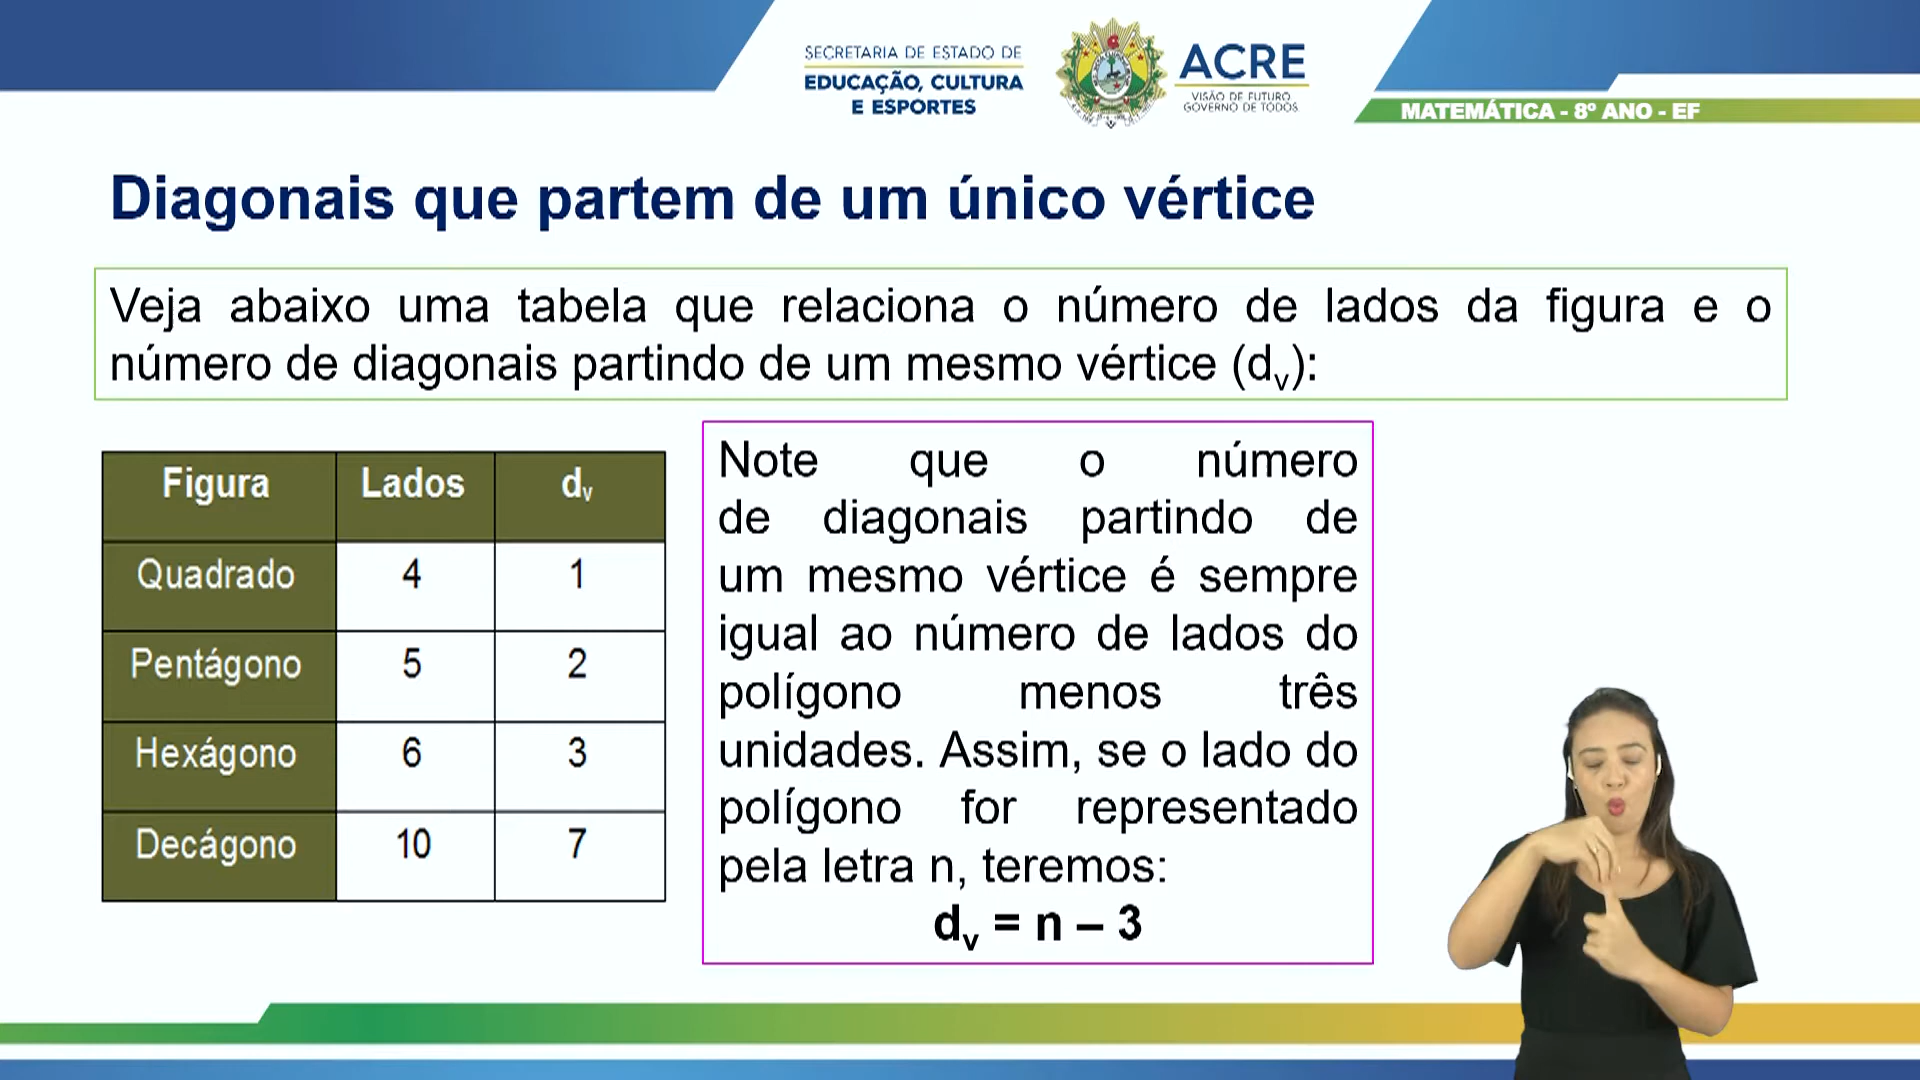 SECRETARIA DE ESTADO DE
EDUCAÇÃO, CULTURA
E ESPORTES
ACRE
VISÃO DE FUTURO
GOVERNO DE TODOS
MATEMÁTICA - 8º ANO - EF
Diagonais que partem de um único vértice
Veja abaixo uma tabela que relaciona o número de lados da figura e o
número de diagonais partindo de um mesmo vértice (dᵥ):
Figura Lados dᵥ
Quadrado 4 1
Pentágono 5 2
Hexágono 6 3
Decágono 10 7
Note que o número
de diagonais partindo de
um mesmo vértice é sempre
igual ao número de lados do
polígono menos três
unidades. Assim, se o lado do
polígono for representado
pela letra n, teremos:
dᵥ = n – 3